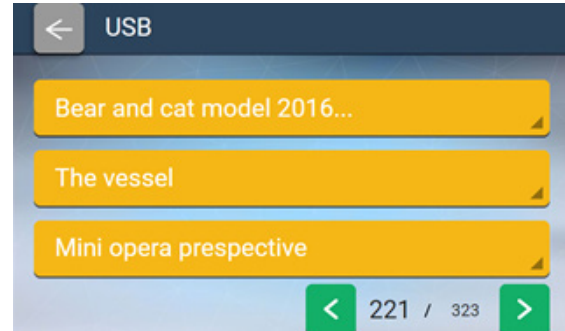 USB
Bear and cat model 2016...
The vessel
Mini opera prespective
221 / 323